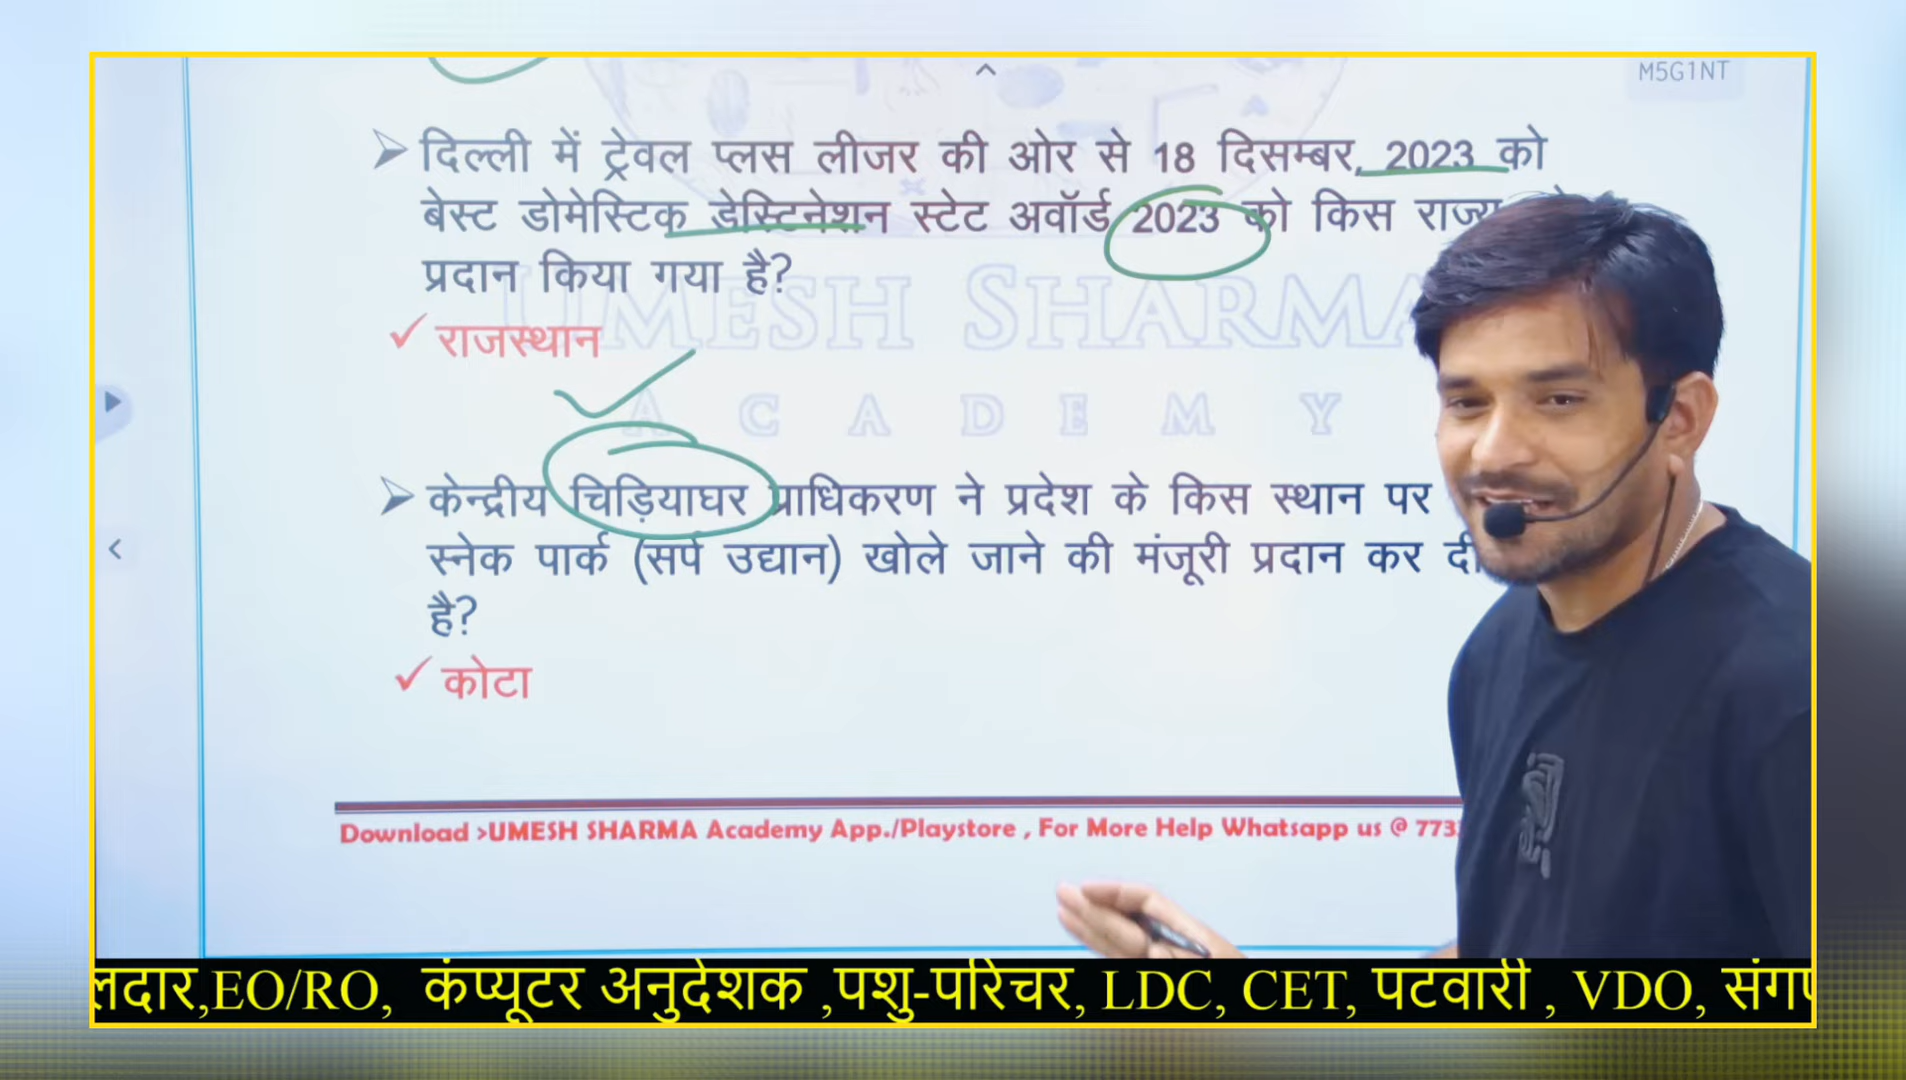 M5G1NT
दिल्ली में ट्रेवल प्लस लीजर की ओर से 18 दिसम्बर, 2023 को
बेस्ट डोमेस्टिक डेस्टिनेशन स्टेट अवॉर्ड 2023 को किस राज्य
प्रदान किया गया है?
UMESH SHARMA
✓ राजस्थान
ACADEMY
केन्द्रीय चिड़ियाघर प्राधिकरण ने प्रदेश के किस स्थान पर
स्नेक पार्क (सर्प उद्यान) खोले जाने की मंजूरी प्रदान कर दी
है?
✓ कोटा
Download >UMESH SHARMA Academy App./Playstore , For More Help Whatsapp us @ 773
लदार,EO/RO, कंप्यूटर अनुदेशक ,पशु-परिचर, LDC, CET, पटवारी , VDO,